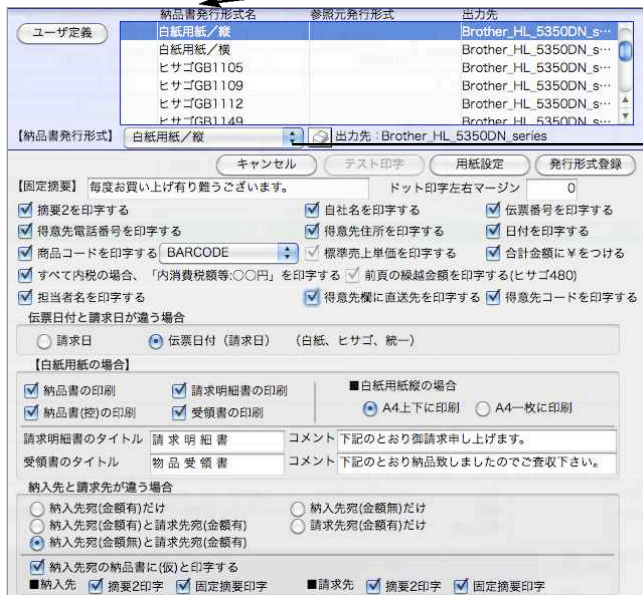 納品書発行形式名 参照元発行形式 出力先
ユーザ定義
白紙用紙／縦 Brother_HL_5350DN_s…
白紙用紙／横 Brother_HL_5350DN_s…
ヒサゴGB1105 Brother_HL_5350DN_s…
ヒサゴGB1109 Brother_HL_5350DN_s…
ヒサゴGB1112 Brother_HL_5350DN_s…
ヒサゴGB1149 Brother_HL_5350DN_s…
【納品書発行形式】 白紙用紙／縦 出力先：Brother_HL_5350DN_series
キャンセル テスト印字 用紙設定 発行形式登録
【固定摘要】 毎度お買い上げ有り難うございます。 ドット印字左右マージン 0
摘要2を印字する 自社名を印字する 伝票番号を印字する
得意先電話番号を印字する 得意先住所を印字する 日付を印字する
商品コードを印字する BARCODE 標準売上単価を印字する 合計金額に￥をつける
すべて内税の場合、「内消費税額等:〇〇円」を印字する 前頁の繰越金額を印字する(ヒサゴ480)
担当者名を印字する 得意先欄に直送先を印字する 得意先コードを印字する
伝票日付と請求日が違う場合
請求日 伝票日付（請求日） （白紙、ヒサゴ、統一）
【白紙用紙の場合】
納品書の印刷 請求明細書の印刷 ■白紙用紙縦の場合
納品書(控)の印刷 受領書の印刷 A4上下に印刷 A4一枚に印刷
請求明細書のタイトル 請 求 明 細 書 コメント 下記のとおり御請求申し上げます。
受領書のタイトル 物 品 受 領 書 コメント 下記のとおり納品致しましたのでご査収下さい。
納入先と請求先が違う場合
納入先宛(金額有)だけ 納入先宛(金額無)だけ
納入先宛(金額有)と請求先宛(金額有) 請求先宛(金額有)だけ
納入先宛(金額無)と請求先宛(金額有)
納入先宛の納品書に(仮)と印字する
■納入先 摘要2印字 固定摘要印字 ■請求先 摘要2印字 固定摘要印字